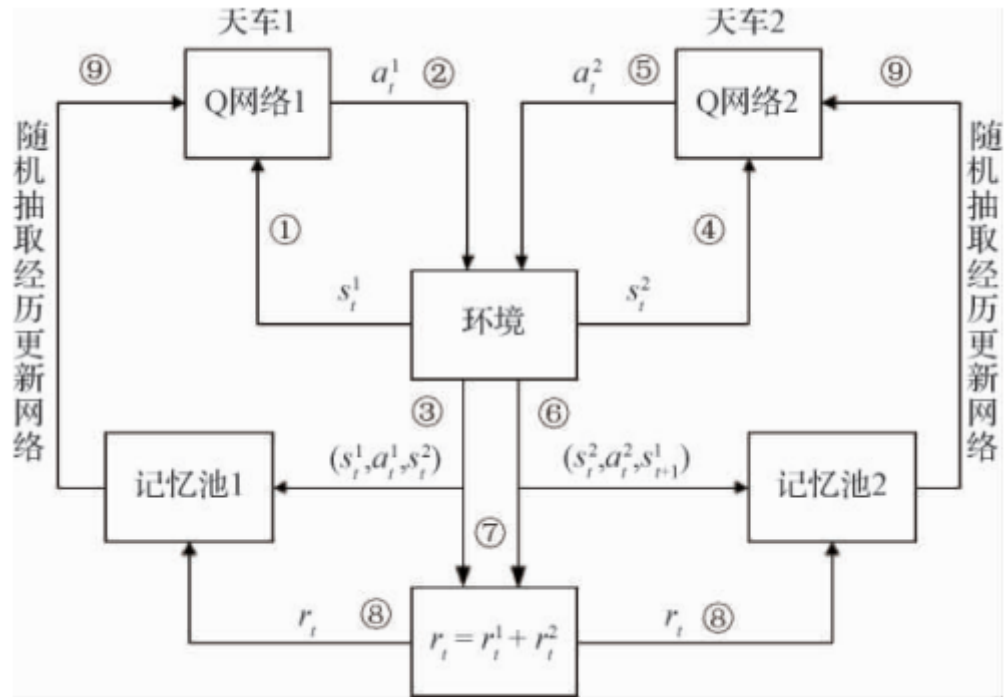 天车1
天车2
⑨
Q网络1
a_t^1 ②
a_t^2 ⑤
Q网络2
⑨
随机抽取经历更新网络
①
④
随机抽取经历更新网络
s_t^1
环境
s_t^2
③
⑥
记忆池1
(s_t^1,a_t^1,s_t^2)
(s_t^2,a_t^2,s_{t+1}^1)
记忆池2
⑦
r_t ⑧
r_t = r_t^1 + r_t^2
r_t ⑧